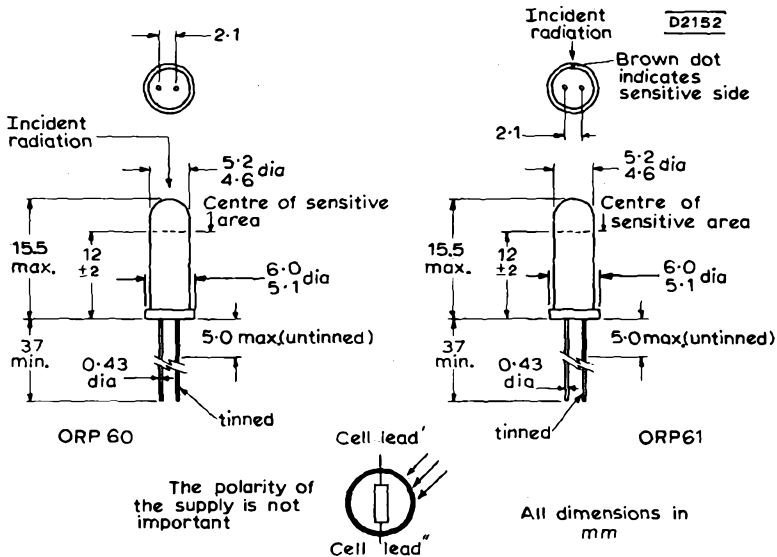 2·1
Incident
radiation
5·2
4·6 dia
Centre of sensitive
area
15.5
max.
12
±2
6·0
5·1 dia
5·0 max.(untinned)
37
min.
0·43
dia
tinned
ORP 60
Incident
radiation
D2152
Brown dot
indicates
sensitive side
2·1
5·2
4·6 dia
Centre of
sensitive area
15.5
max.
12
±2
6·0
5·1 dia
5·0 max.(untinned)
37
min.
0·43
dia
tinned
ORP61
Cell lead'
The polarity of
the supply is not
important
Cell lead"
All dimensions in
mm